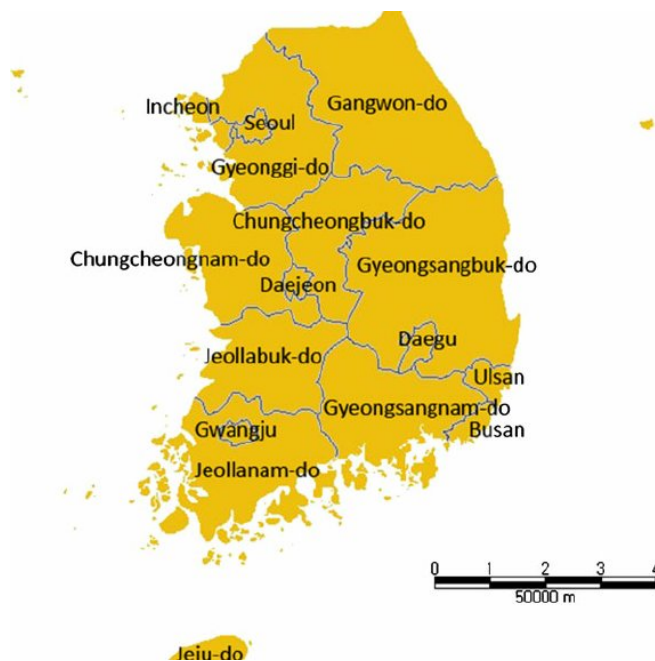 Incheon
Gangwon-do
Seoul
Gyeonggi-do
Chungcheongbuk-do
Chungcheongnam-do
Gyeongsangbuk-do
Daejeon
Daegu
Jeollabuk-do
Ulsan
Gyeongsangnam-do
Gwangju
Busan
Jeollanam-do
0 1 2 3 4
50000 m
Jeju-do